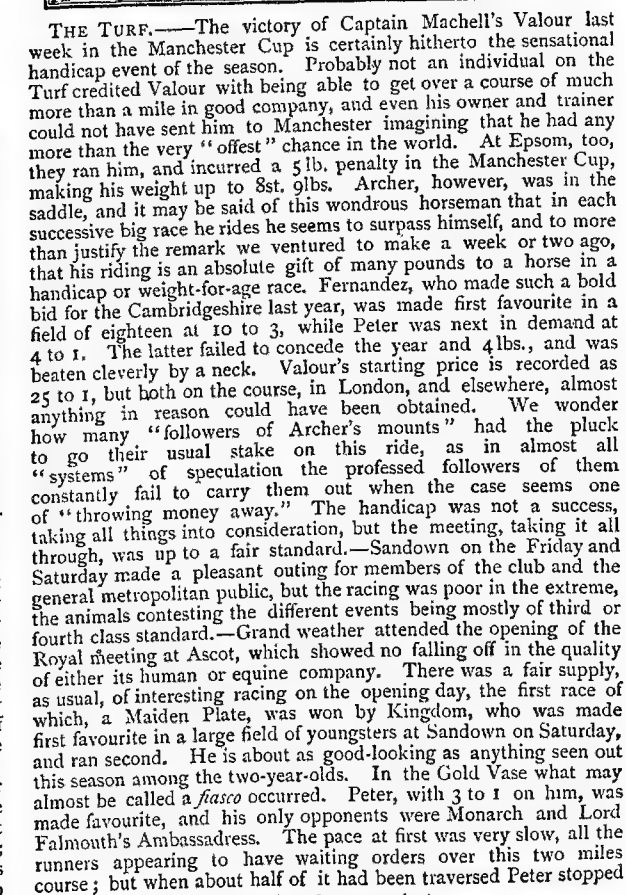 THE TURF.——The victory of Captain Machell's Valour last
week in the Manchester Cup is certainly hitherto the sensational
handicap event of the season. Probably not an individual on the
Turf credited Valour with being able to get over a course of much
more than a mile in good company, and even his owner and trainer
could not have sent him to Manchester imagining that he had any
more than the very "offest" chance in the world. At Epsom, too,
they ran him, and incurred a 5 lb. penalty in the Manchester Cup,
making his weight up to 8st. 9lbs. Archer, however, was in the
saddle, and it may be said of this wondrous horseman that in each
successive big race he rides he seems to surpass himself, and to more
than justify the remark we ventured to make a week or two ago,
that his riding is an absolute gift of many pounds to a horse in a
handicap or weight-for-age race. Fernandez, who made such a bold
bid for the Cambridgeshire last year, was made first favourite in a
field of eighteen at 10 to 3, while Peter was next in demand at
4 to 1. The latter failed to concede the year and 4lbs., and was
beaten cleverly by a neck. Valour's starting price is recorded as
25 to 1, but both on the course, in London, and elsewhere, almost
anything in reason could have been obtained. We wonder
how many "followers of Archer's mounts" had the pluck
to go their usual stake on this ride, as in almost all
"systems" of speculation the professed followers of them
constantly fail to carry them out when the case seems one
of "throwing money away." The handicap was not a success,
taking all things into consideration, but the meeting, taking it all
through, was up to a fair standard.—Sandown on the Friday and
Saturday made a pleasant outing for members of the club and the
general metropolitan public, but the racing was poor in the extreme,
the animals contesting the different events being mostly of third or
fourth class standard.—Grand weather attended the opening of the
Royal meeting at Ascot, which showed no falling off in the quality
of either its human or equine company. There was a fair supply,
as usual, of interesting racing on the opening day, the first race of
which, a Maiden Plate, was won by Kingdom, who was made
first favourite in a large field of youngsters at Sandown on Saturday,
and ran second. He is about as good-looking as anything seen out
this season among the two-year-olds. In the Gold Vase what may
almost be called a fiasco occurred. Peter, with 3 to 1 on him, was
made favourite, and his only opponents were Monarch and Lord
Falmouth's Ambassadress. The pace at first was very slow, all the
runners appearing to have waiting orders over this two miles
course; but when about half of it had been traversed Peter stopped